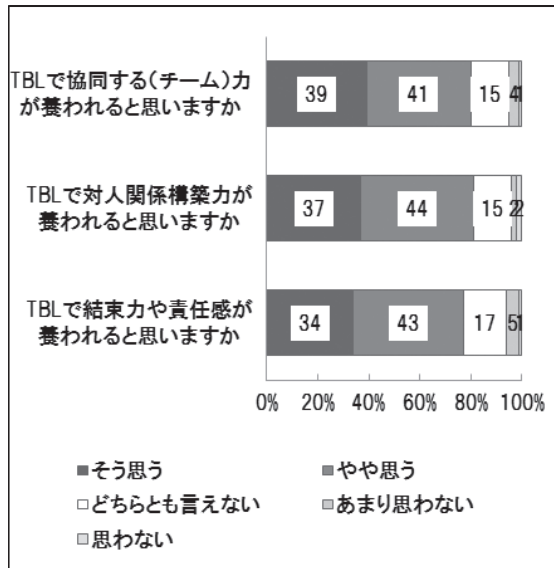 TBLで協同する(チーム)力
が養われると思いますか
39 41 15 4 1
TBLで対人関係構築力が
養われると思いますか
37 44 15 2 2
TBLで結束力や責任感が
養われると思いますか
34 43 17 5 1
0% 20% 40% 60% 80% 100%
■そう思う ■やや思う
□どちらとも言えない ■あまり思わない
□思わない